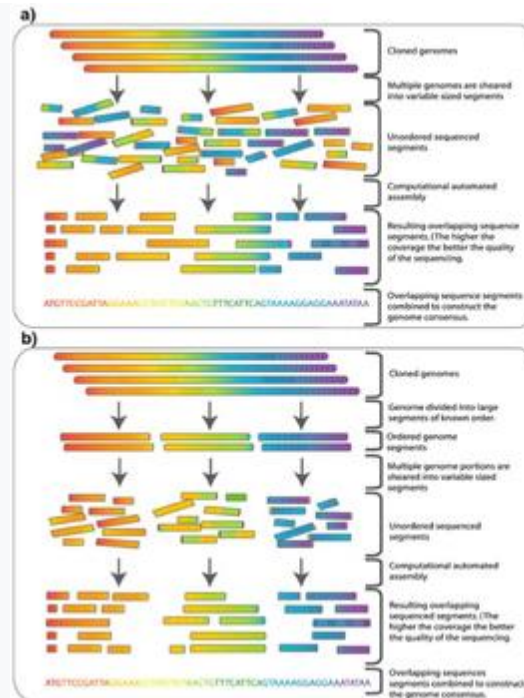 a)
Cloned genomes
Multiple genomes are sheared
into variable sized segments
Unordered sequenced
segments
Computational automated
assembly
Resulting overlapping sequence
segments. (The higher the
coverage the better the quality
of the sequencing.
ATGTTCCGATTA AAGTCTTTCATTCAGTAAAAGGAGGAAATATAA
Overlapping sequence segments
combined to construct the
genome consensus.
b)
Cloned genomes
Genome divided into large
segments of known order.
Ordered genome
segments
Multiple genome portions are
sheared into variable sized
segments
Unordered sequenced
segments
Computational automated
assembly
Resulting overlapping
sequenced segments. (The
higher the coverage the better
the quality of the sequencing.
ATGTTCCGATTA TTTCATTCAGTAAAAGGAGGAAATATAA
Overlapping sequences
segments combined to construct
the genome consensus.